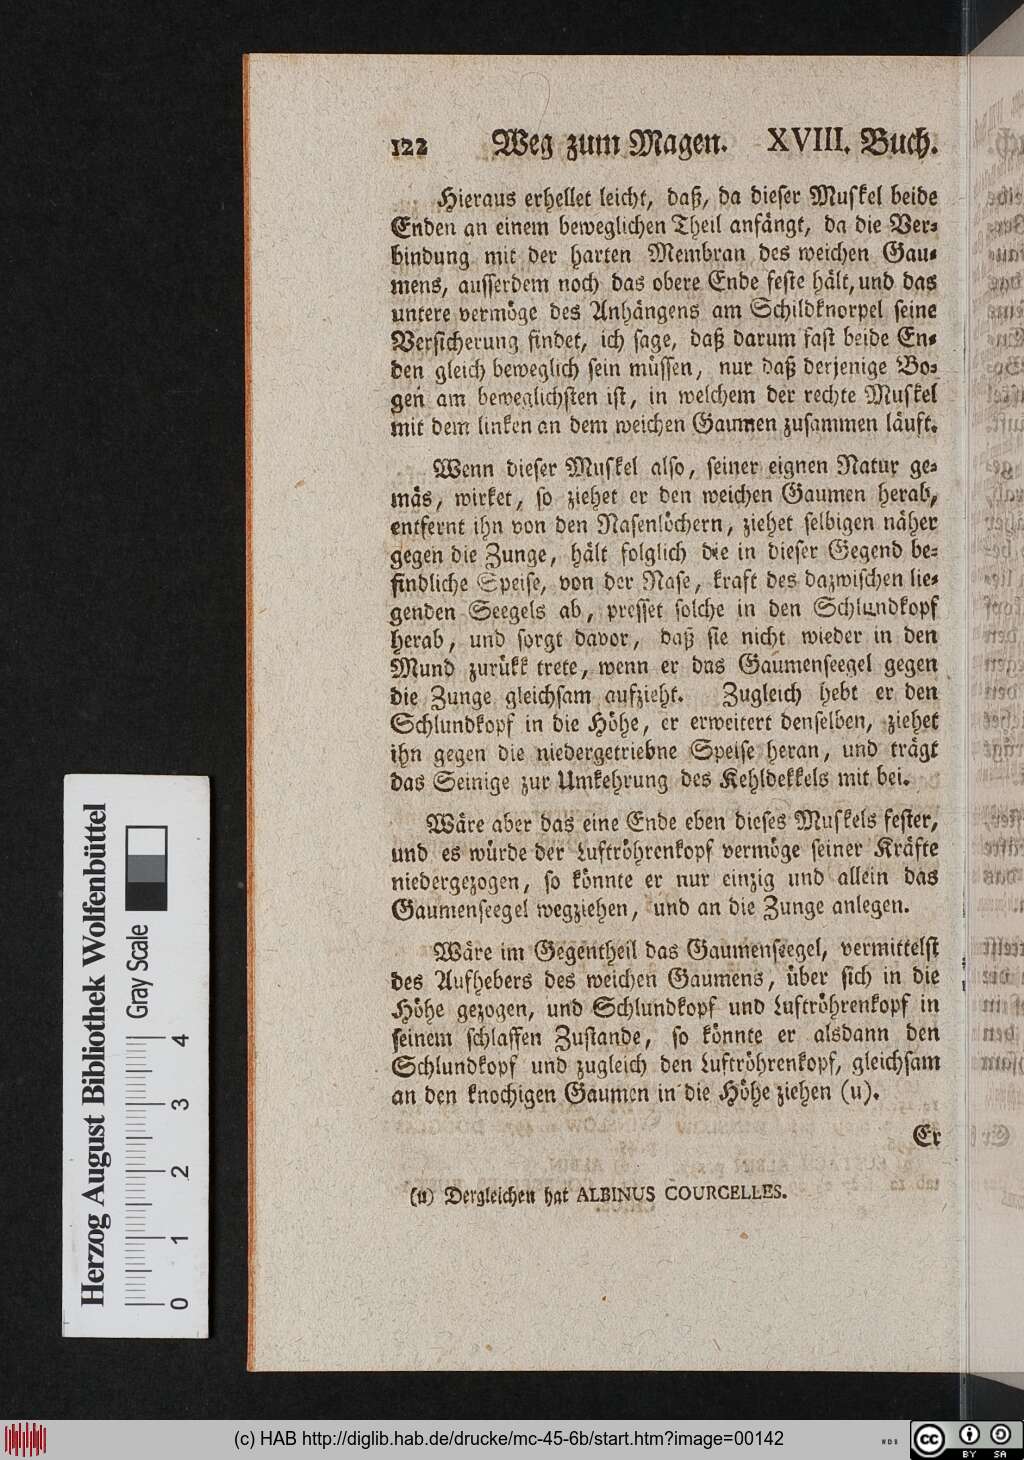 122 Weg zum Magen. XVIII. Buch.
Hieraus erhellet leicht, daß, da dieser Muskel beide
Enden an einem beweglichen Theil anfängt, da die Ver-
bindung mit der harten Membran des weichen Gau-
mens, ausserdem noch das obere Ende feste hält, und das
untere vermöge des Anhängens am Schildknorpel seine
Versicherung findet, ich sage, daß darum fast beide En-
den gleich beweglich sein müssen, nur daß derjenige Bo-
gen am beweglichsten ist, in welchem der rechte Muskel
mit dem linken an dem weichen Gaumen zusammen läuft.
Wenn dieser Muskel also, seiner eignen Natur ge-
mäs, wirket, so ziehet er den weichen Gaumen herab,
entfernt ihn von den Nasenlöchern, ziehet selbigen näher
gegen die Zunge, hält folglich die in dieser Gegend be-
findliche Speise, von der Nase, kraft des dazwischen lie-
genden Seegels ab, presset solche in den Schlundkopf
herab, und sorgt davor, daß sie nicht wieder in den
Mund zurükk trete, wenn er das Gaumenseegel gegen
die Zunge gleichsam aufzieht. Zugleich hebt er den
Schlundkopf in die Höhe, er erweitert denselben, ziehet
ihn gegen die niedergetriebne Speise heran, und trägt
das Seinige zur Umkehrung des Kehldekkels mit bei.
Wäre aber das eine Ende eben dieses Muskels fester,
und es würde der Luftröhrenkopf vermöge seiner Kräfte
niedergezogen, so könnte er nur einzig und allein das
Gaumenseegel wegziehen, und an die Zunge anlegen.
Wäre im Gegentheil das Gaumenseegel, vermittelst
des Aufhebers des weichen Gaumens, über sich in die
Höhe gezogen, und Schlundkopf und Luftröhrenkopf in
seinem schlaffen Zustande, so könnte er alsdann den
Schlundkopf und zugleich den Luftröhrenkopf, gleichsam
an den knochigen Gaumen in die Höhe ziehen (u).
Er
(u) Dergleichen hat ALBINUS COURCELLES.
Herzog August Bibliothek Wolfenbüttel
Gray Scale
0 1 2 3 4
(c) HAB http://diglib.hab.de/drucke/mc-45-6b/start.htm?image=00142
WDB
cc BY SA